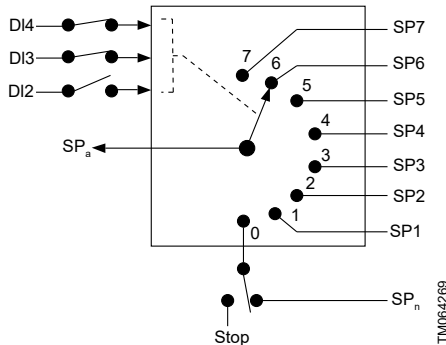 DI4
DI3
DI2
SPa
7
6
5
4
3
2
1
0
SP7
SP6
SP5
SP4
SP3
SP2
SP1
SPn
Stop
TM064269